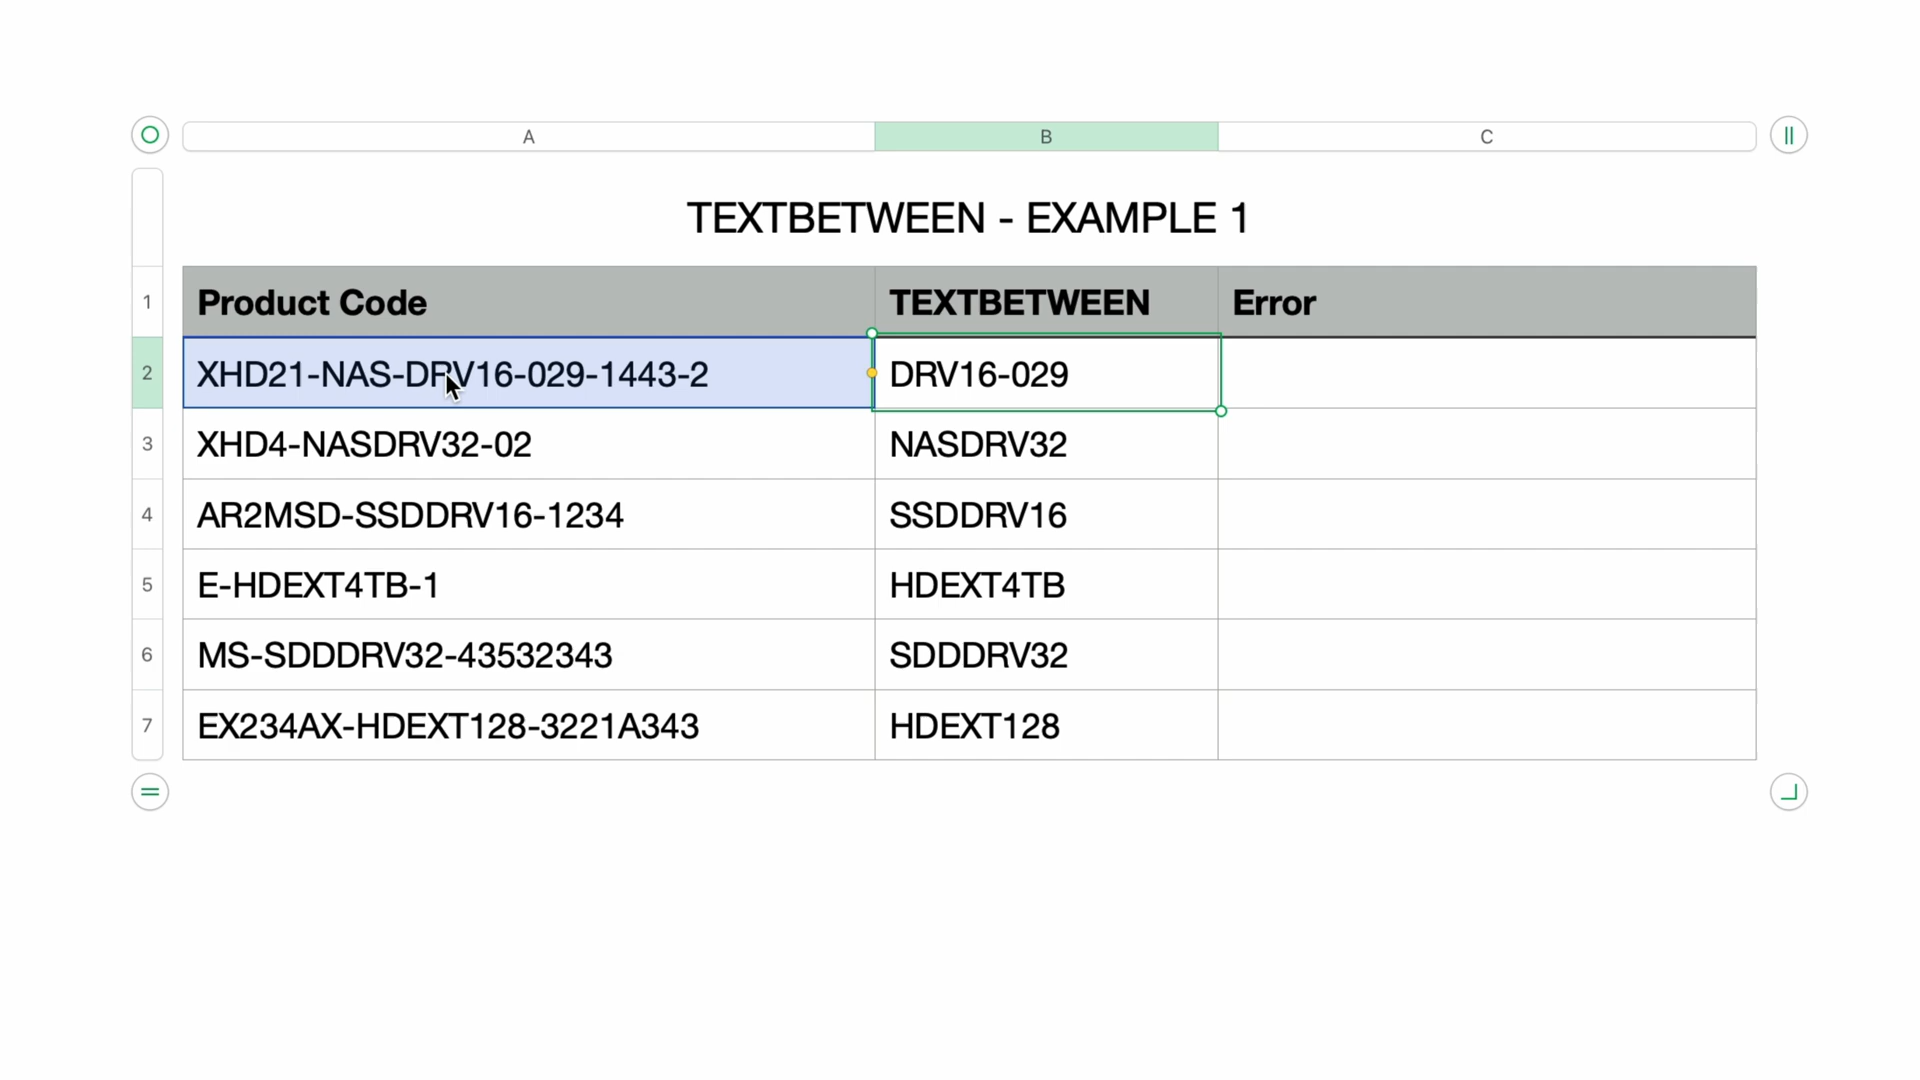 A B C
TEXTBETWEEN - EXAMPLE 1
1 Product Code TEXTBETWEEN Error
2 XHD21-NAS-DRV16-029-1443-2 DRV16-029
3 XHD4-NASDRV32-02 NASDRV32
4 AR2MSD-SSDDRV16-1234 SSDDRV16
5 E-HDEXT4TB-1 HDEXT4TB
6 MS-SDDDRV32-43532343 SDDDRV32
7 EX234AX-HDEXT128-3221A343 HDEXT128